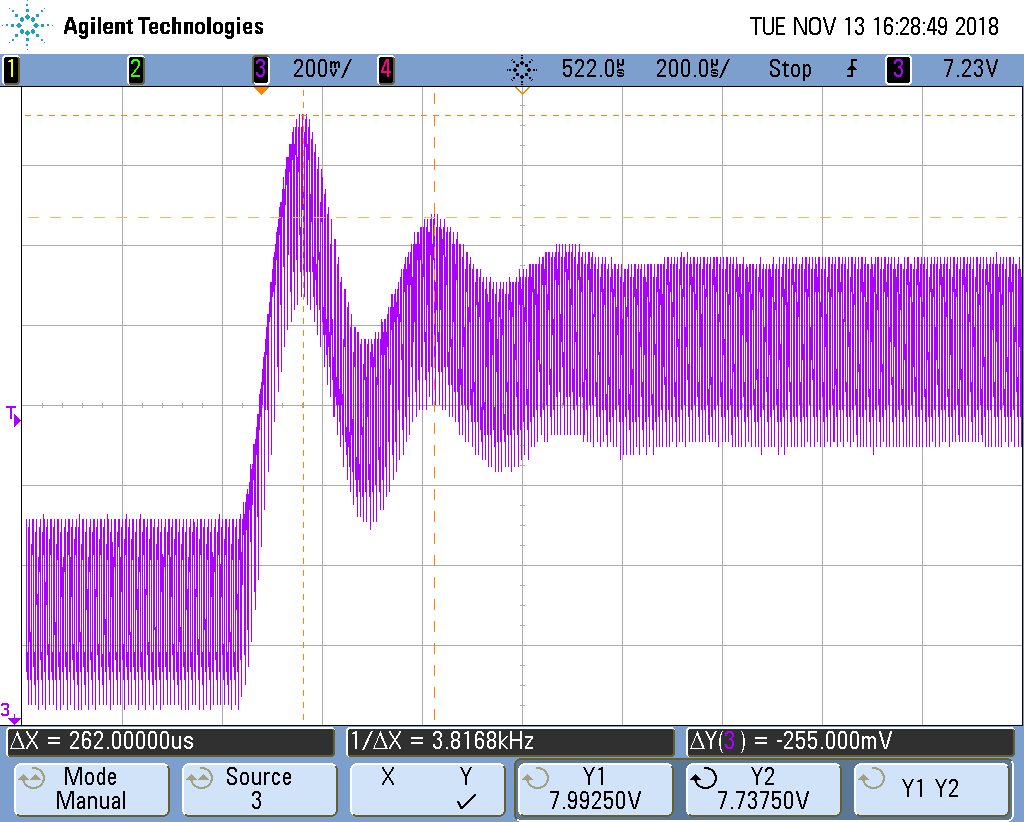 Agilent Technologies TUE NOV 13 16:28:49 2018
1 2 3 200mV/ 4 522.0µs 200.0µs/ Stop 3 7.23V
T
3
ΔX = 262.00000us 1/ΔX = 3.8168kHz ΔY(3) = -255.000mV
Mode Source X Y Y1 Y2 Y1 Y2
Manual 3 ✓ 7.99250V 7.73750V